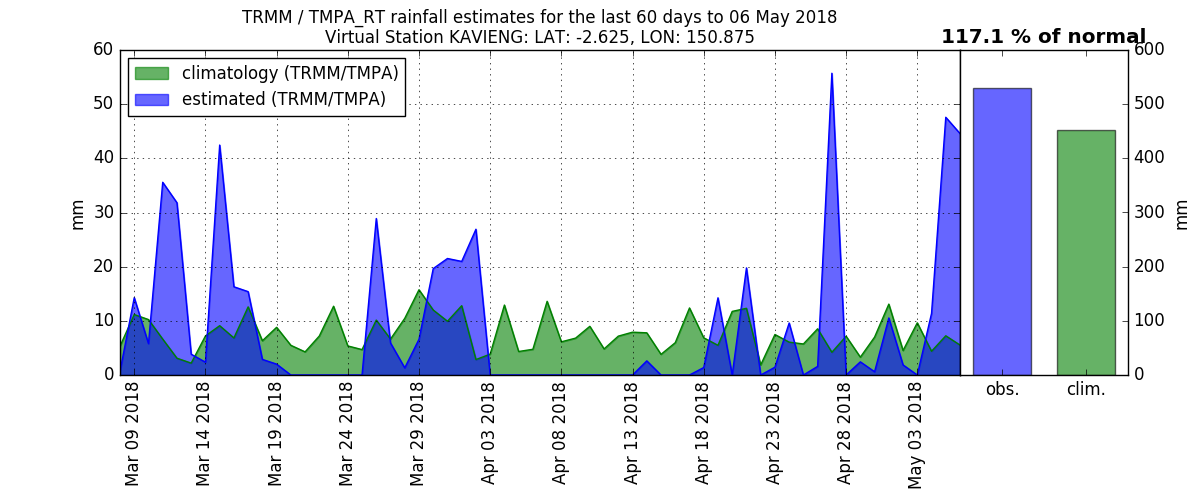 TRMM / TMPA_RT rainfall estimates for the last 60 days to 06 May 2018
Virtual Station KAVIENG: LAT: -2.625, LON: 150.875
117.1 % of normal
climatology (TRMM/TMPA)
estimated (TRMM/TMPA)
60
50
40
30
20
10
0
mm
Mar 09 2018
Mar 14 2018
Mar 19 2018
Mar 24 2018
Mar 29 2018
Apr 03 2018
Apr 08 2018
Apr 13 2018
Apr 18 2018
Apr 23 2018
Apr 28 2018
May 03 2018
obs.
clim.
600
500
400
300
200
100
0
mm